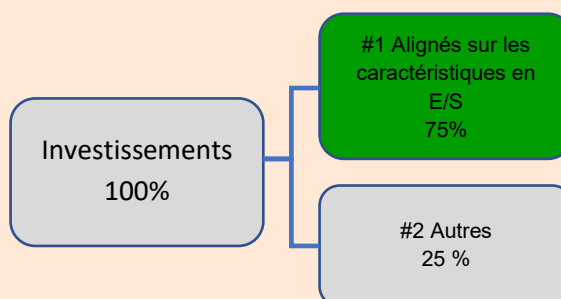 #1 Alignés sur les
caractéristiques en
E/S
75%
Investissements
100%
#2 Autres
25 %